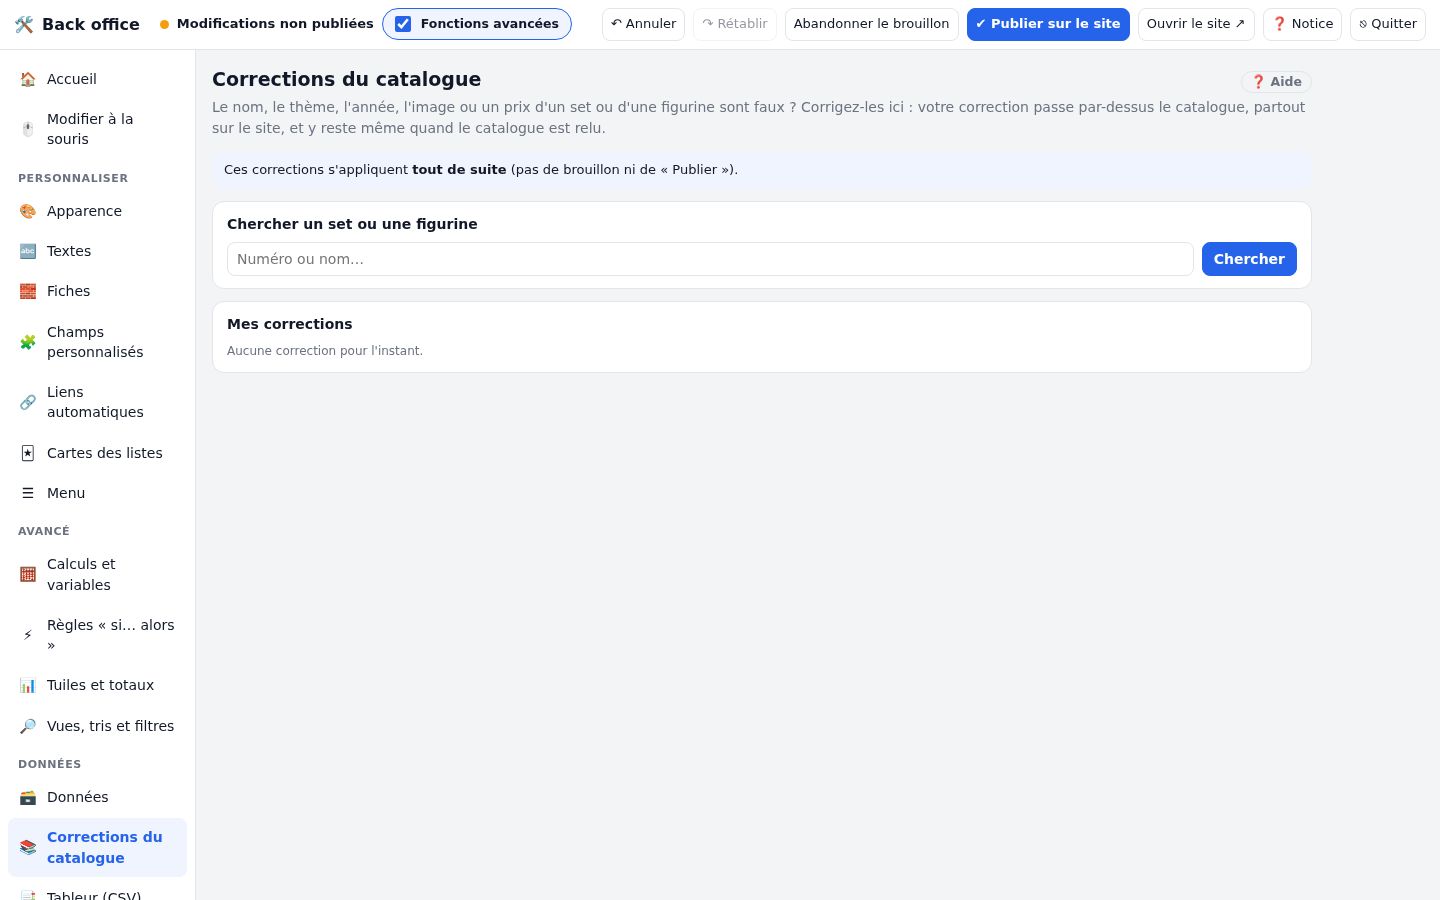 Back office
Modifications non publiées
Fonctions avancées
↶ Annuler
↷ Rétablir
Abandonner le brouillon
✔ Publier sur le site
Ouvrir le site ↗
❓ Notice
⎋ Quitter
Accueil
Modifier à la
souris
PERSONNALISER
Apparence
Textes
Fiches
Champs
personnalisés
Liens
automatiques
Cartes des listes
Menu
AVANCÉ
Calculs et
variables
Règles « si… alors
»
Tuiles et totaux
Vues, tris et filtres
DONNÉES
Données
Corrections du
catalogue
Tableur (CSV)
Corrections du catalogue
❓ Aide
Le nom, le thème, l'année, l'image ou un prix d'un set ou d'une figurine sont faux ? Corrigez-les ici : votre correction passe par-dessus le catalogue, partout
sur le site, et y reste même quand le catalogue est relu.
Ces corrections s'appliquent tout de suite (pas de brouillon ni de « Publier »).
Chercher un set ou une figurine
Numéro ou nom…
Chercher
Mes corrections
Aucune correction pour l'instant.